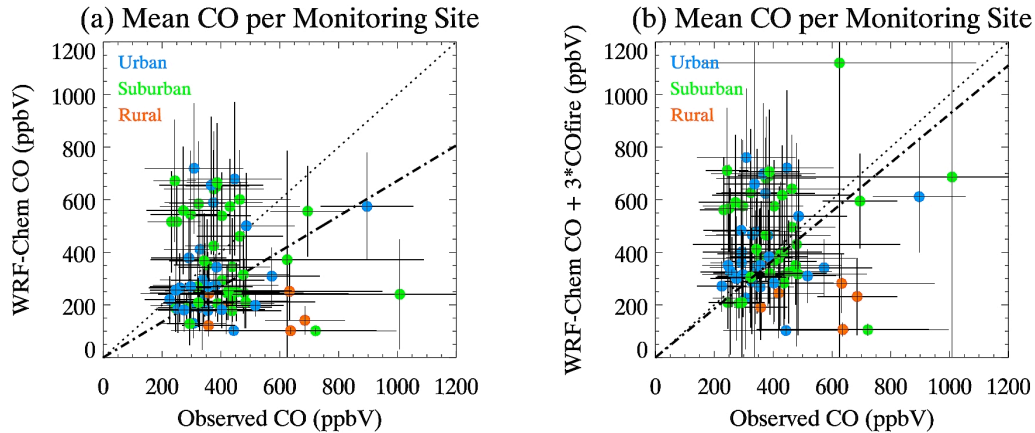 (a) Mean CO per Monitoring Site
WRF-Chem CO (ppbV)
1200
1000
800
600
400
200
0
Urban
Suburban
Rural
0 200 400 600 800 1000 1200
Observed CO (ppbV)
(b) Mean CO per Monitoring Site
WRF-Chem CO + 3*COfire (ppbV)
1200
1000
800
600
400
200
0
Urban
Suburban
Rural
0 200 400 600 800 1000 1200
Observed CO (ppbV)